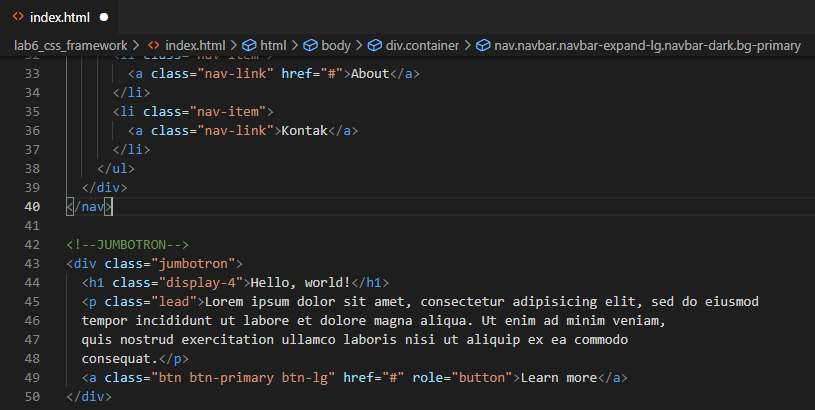 index.html
lab6_css_framework > index.html > html > body > div.container > nav.navbar.navbar-expand-lg.navbar-dark.bg-primary
32 <li class="nav-item">
33 <a class="nav-link" href="#">About</a>
34 </li>
35 <li class="nav-item">
36 <a class="nav-link">Kontak</a>
37 </li>
38 </ul>
39 </div>
40 </nav>
41
42 <!--JUMBOTRON-->
43 <div class="jumbotron">
44 <h1 class="display-4">Hello, world!</h1>
45 <p class="lead">Lorem ipsum dolor sit amet, consectetur adipisicing elit, sed do eiusmod
46 tempor incididunt ut labore et dolore magna aliqua. Ut enim ad minim veniam,
47 quis nostrud exercitation ullamco laboris nisi ut aliquip ex ea commodo
48 consequat.</p>
49 <a class="btn btn-primary btn-lg" href="#" role="button">Learn more</a>
50 </div>